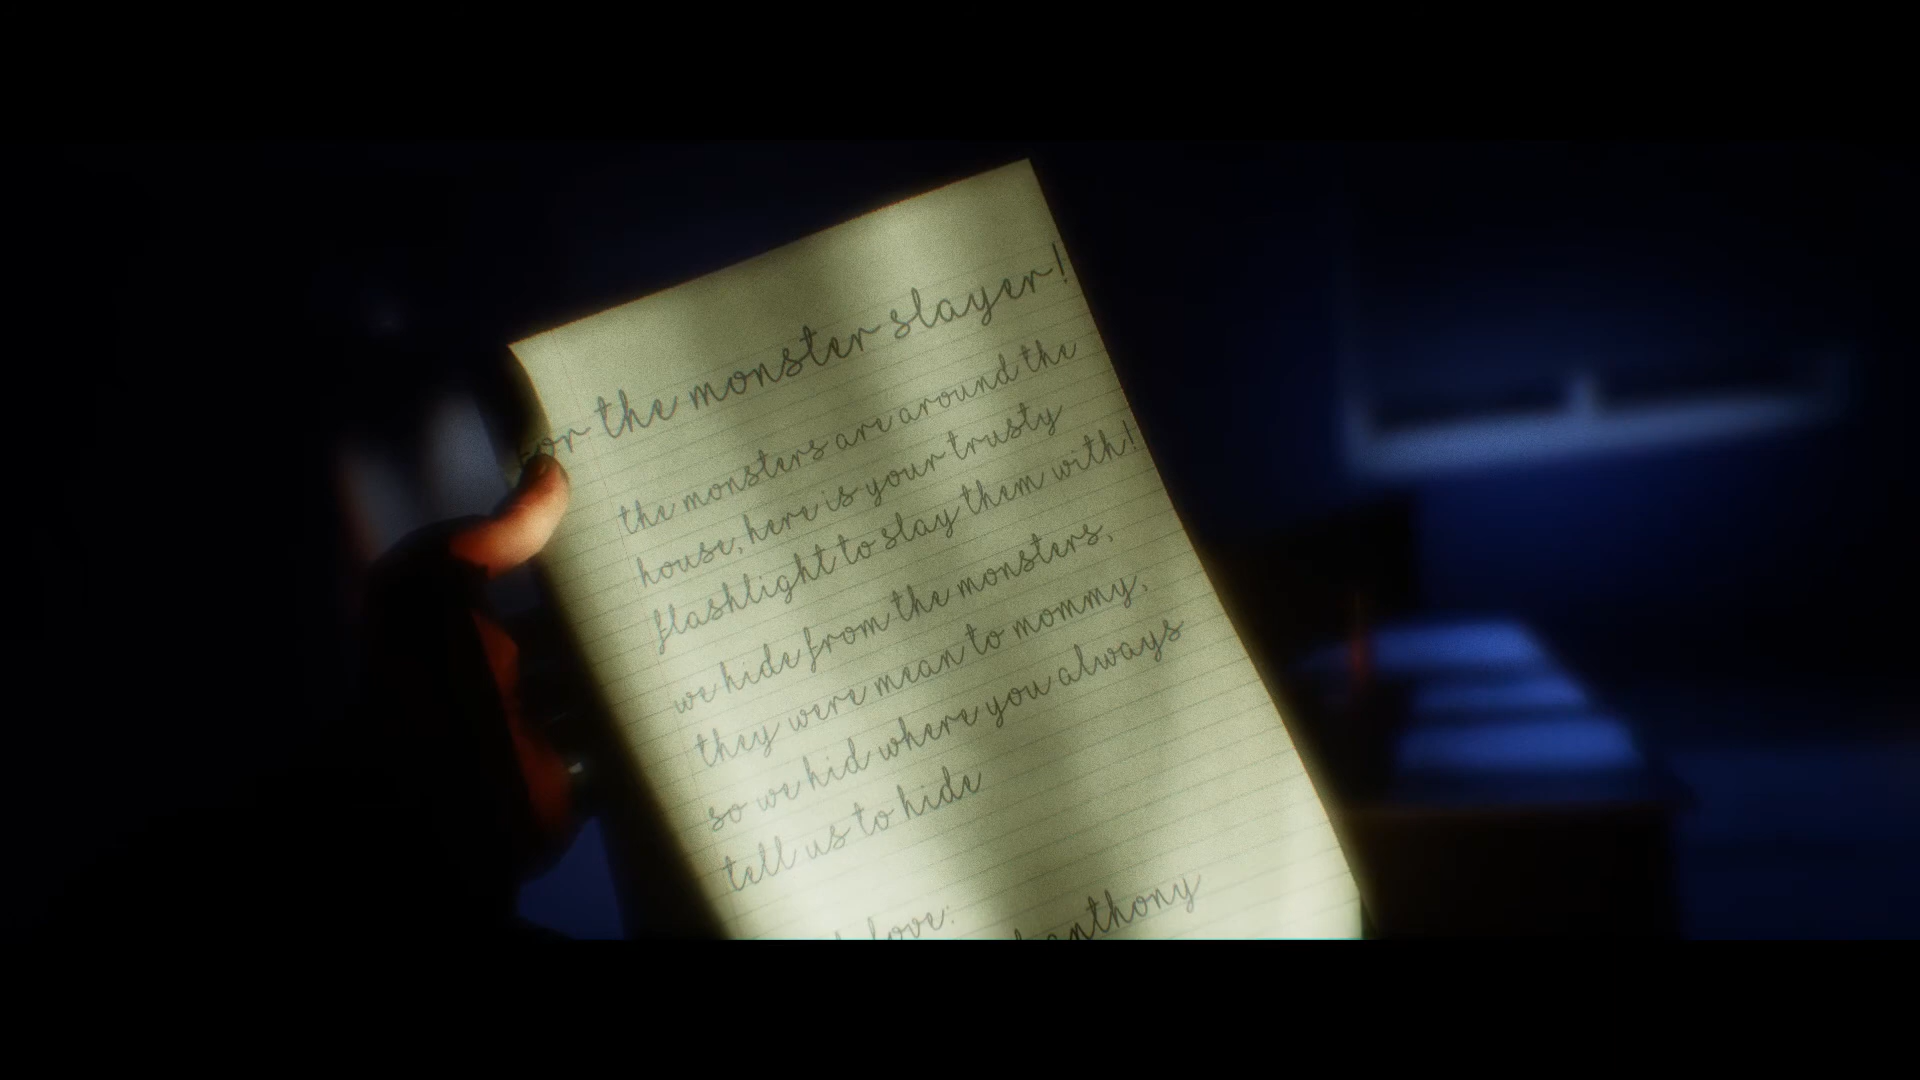 For the monster slayer!
the monsters are around the
house, here is your trusty
flashlight to slay them with!
we hide from the monsters,
they were mean to mommy,
so we hid where you always
tell us to hide
love:
anthony